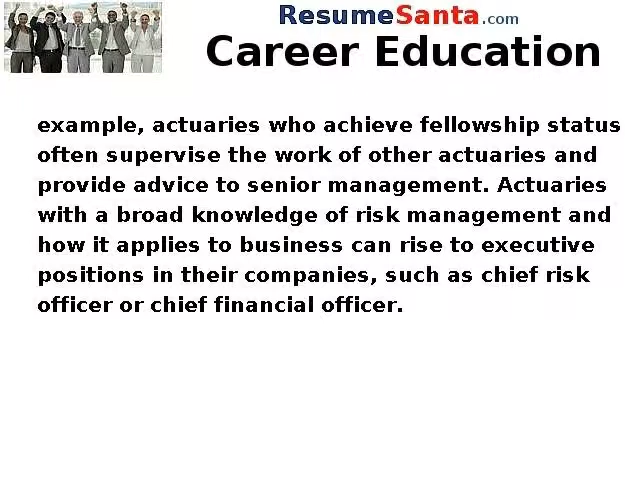 ResumeSanta.com
Career Education
example, actuaries who achieve fellowship status
often supervise the work of other actuaries and
provide advice to senior management. Actuaries
with a broad knowledge of risk management and
how it applies to business can rise to executive
positions in their companies, such as chief risk
officer or chief financial officer.